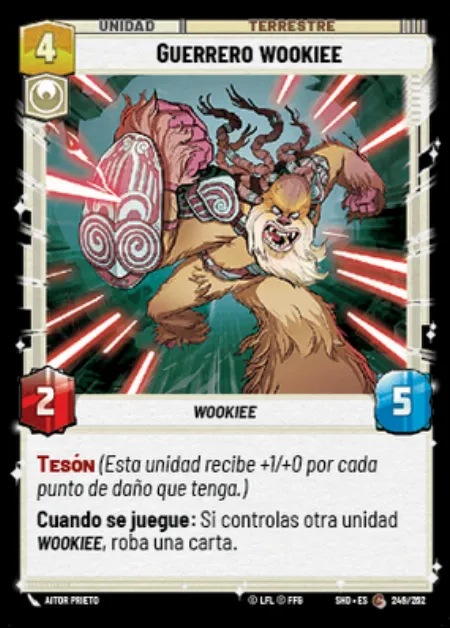 4
UNIDAD
TERRESTRE
GUERRERO WOOKIEE
2
WOOKIEE
5
TESÓN (Esta unidad recibe +1/+0 por cada
punto de daño que tenga.)
Cuando se juegue: Si controlas otra unidad
WOOKIEE, roba una carta.
AITOR PRIETO
© LFL © FFG
SHD • ES
C
249/262